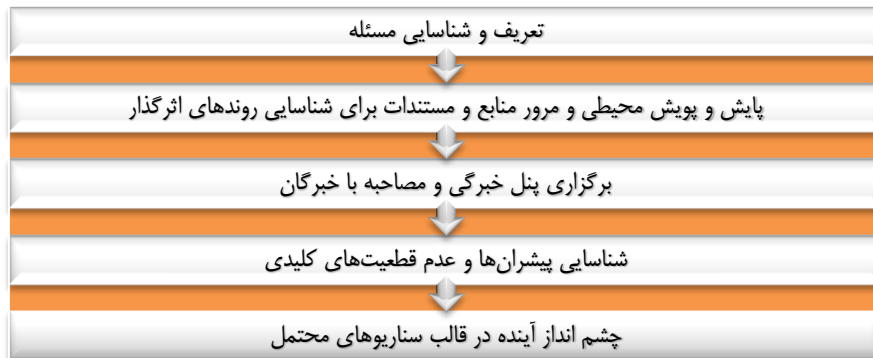 تعریف و شناسایی مسئله
پایش و پویش محیطی و مرور منابع و مستندات برای شناسایی روندهای اثرگذار
برگزاری پنل خبرگی و مصاحبه با خبرگان
شناسایی پیشران‌ها و عدم قطعیت‌های کلیدی
چشم انداز آینده در قالب سناریوهای محتمل